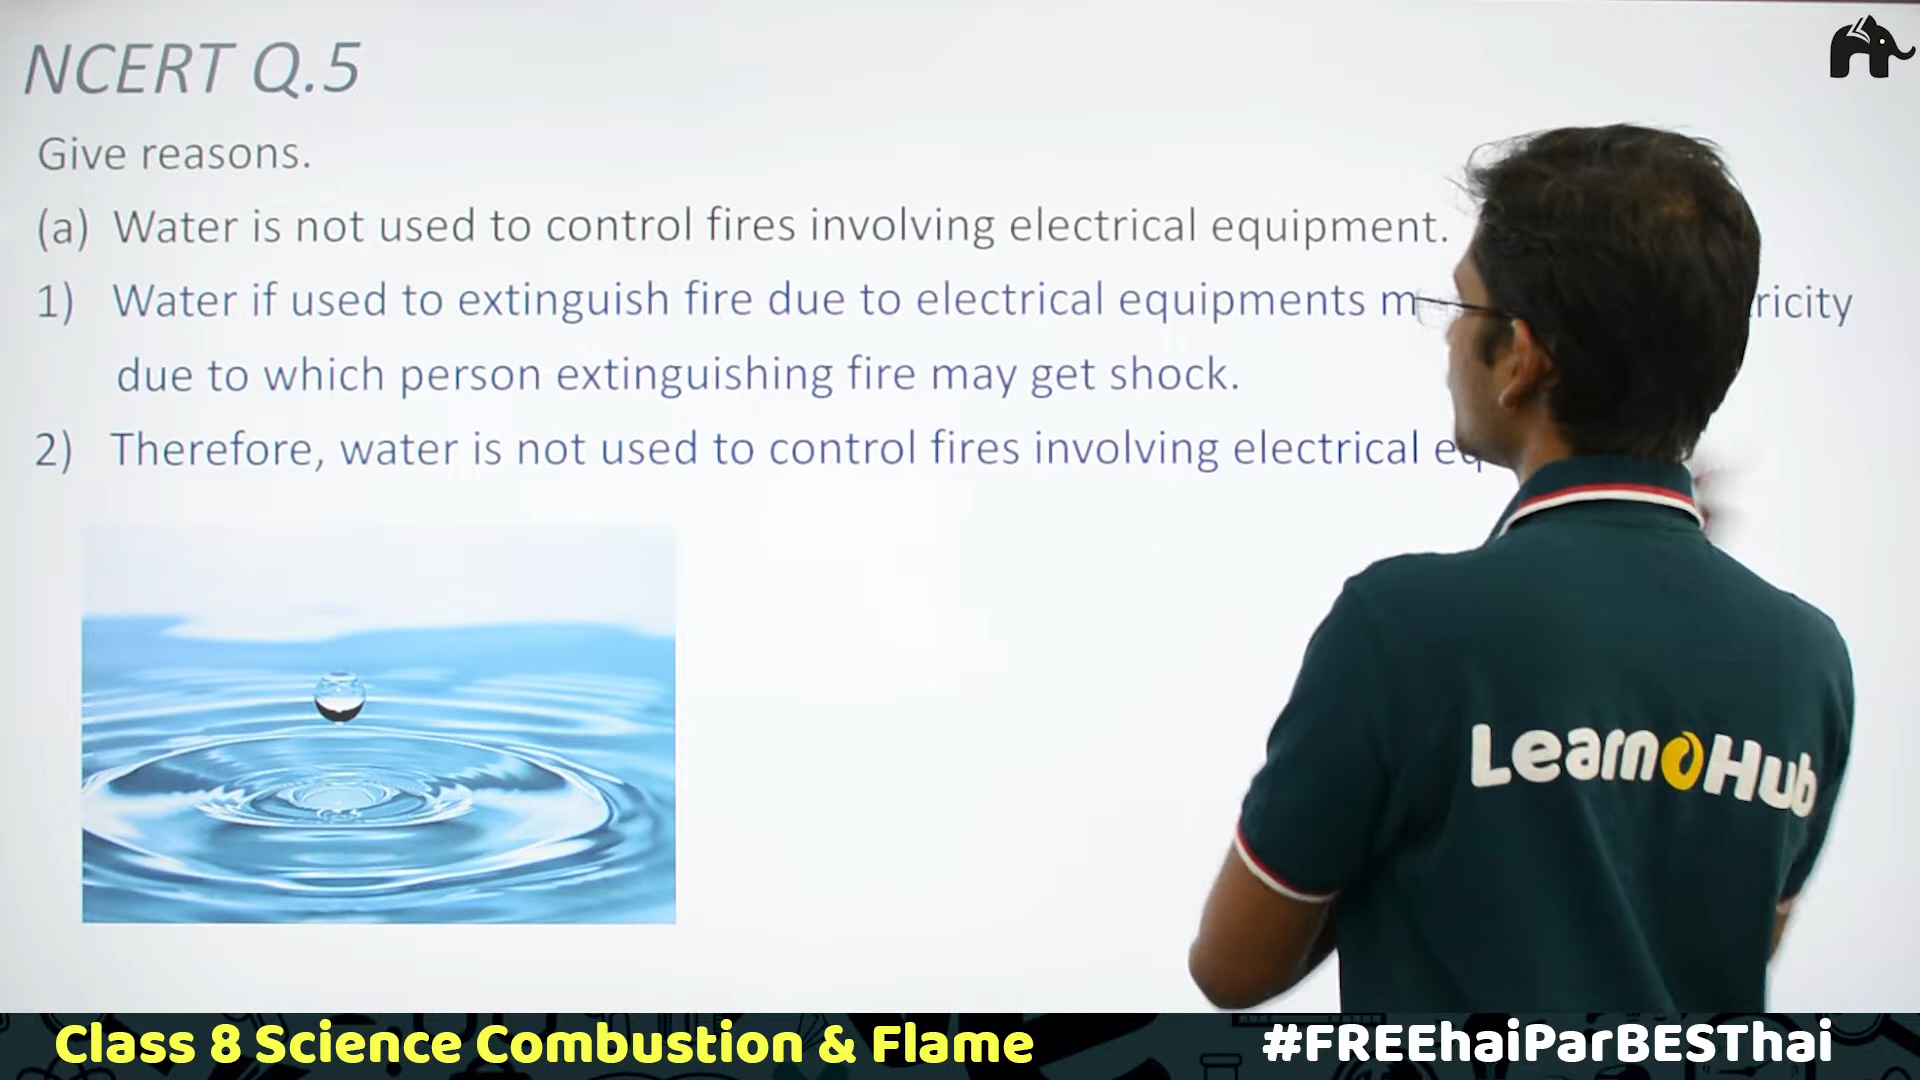 NCERT Q.5
Give reasons.
(a) Water is not used to control fires involving electrical equipment.
1) Water if used to extinguish fire due to electrical equipments
due to which person extinguishing fire may get shock.
2) Therefore, water is not used to control fires involving electrical
LearnoHub
Class 8 Science Combustion & Flame
#FREEhaiParBESThai